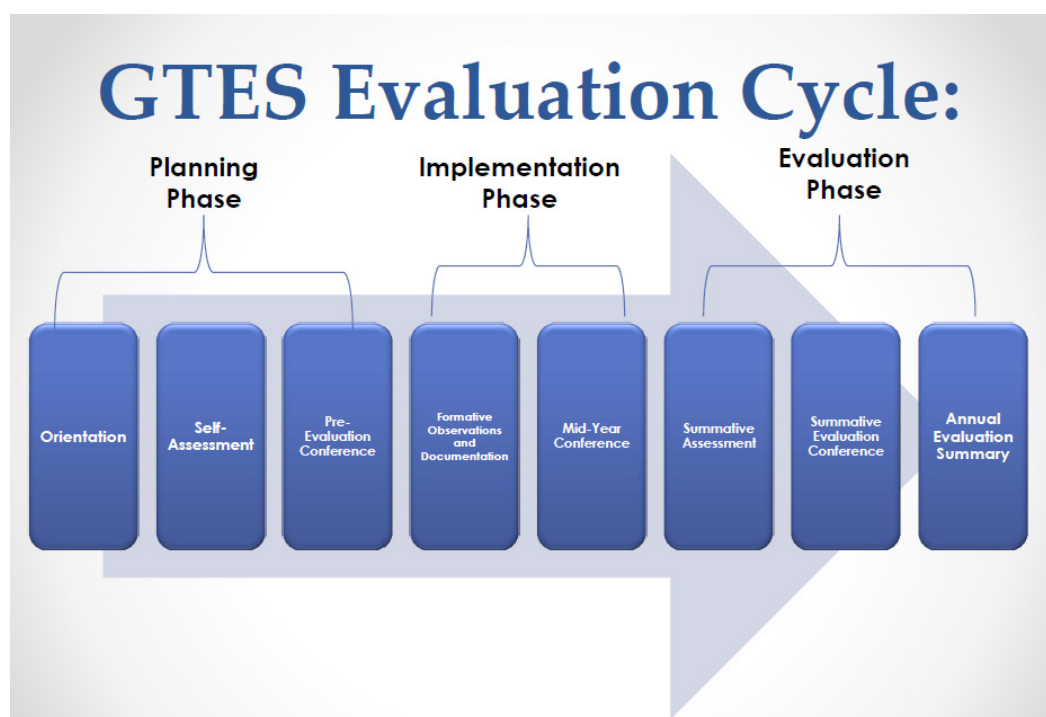 GTES Evaluation Cycle:
Planning
Phase
Implementation
Phase
Evaluation
Phase
Orientation
Self-
Assessment
Pre-
Evaluation
Conference
Formative
Observations
and
Documentation
Mid-Year
Conference
Summative
Assessment
Summative
Evaluation
Conference
Annual
Evaluation
Summary